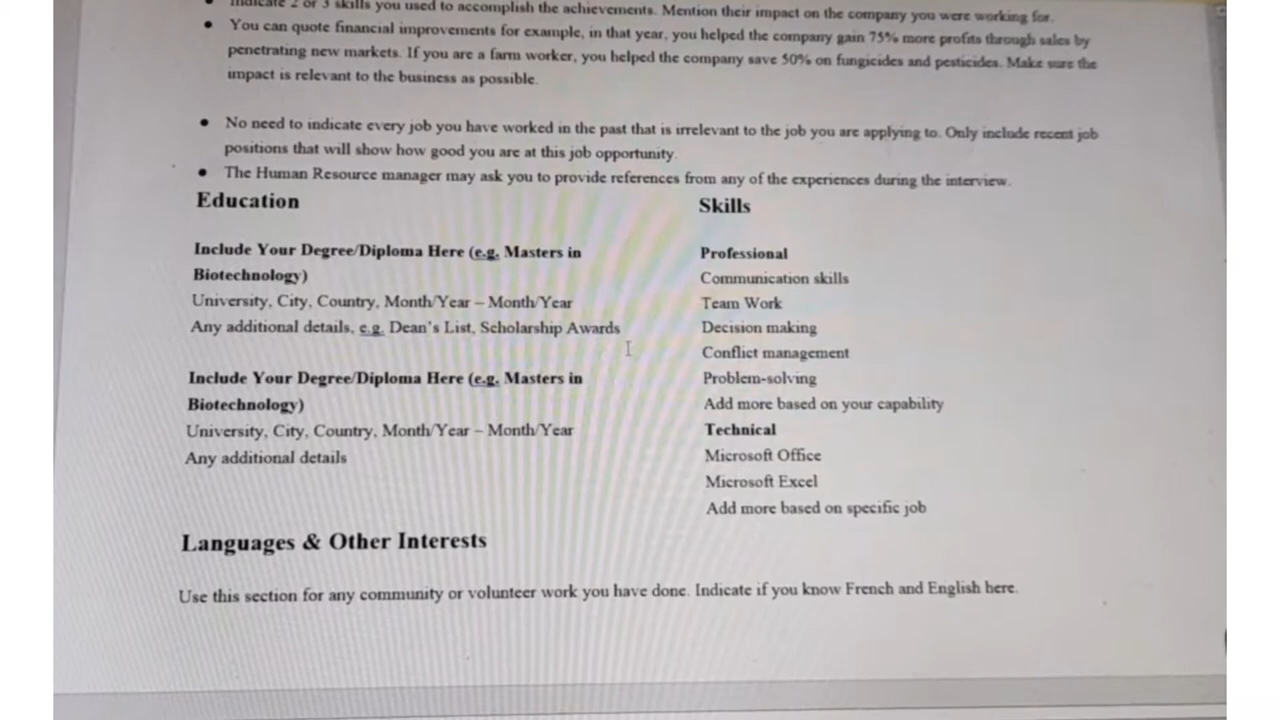 Indicate 2 or 3 skills you used to accomplish the achievements. Mention their impact on the company you were working for.
You can quote financial improvements for example, in that year, you helped the company gain 75% more profits through sales by
penetrating new markets. If you are a farm worker, you helped the company save 50% on fungicides and pesticides. Make sure the
impact is relevant to the business as possible.
No need to indicate every job you have worked in the past that is irrelevant to the job you are applying to. Only include recent job
positions that will show how good you are at this job opportunity.
The Human Resource manager may ask you to provide references from any of the experiences during the interview.
Education
Include Your Degree/Diploma Here (e.g. Masters in
Biotechnology)
University, City, Country, Month/Year – Month/Year
Any additional details, e.g. Dean's List, Scholarship Awards
Include Your Degree/Diploma Here (e.g. Masters in
Biotechnology)
University, City, Country, Month/Year – Month/Year
Any additional details
Skills
Professional
Communication skills
Team Work
Decision making
Conflict management
Problem-solving
Add more based on your capability
Technical
Microsoft Office
Microsoft Excel
Add more based on specific job
Languages & Other Interests
Use this section for any community or volunteer work you have done. Indicate if you know French and English here.